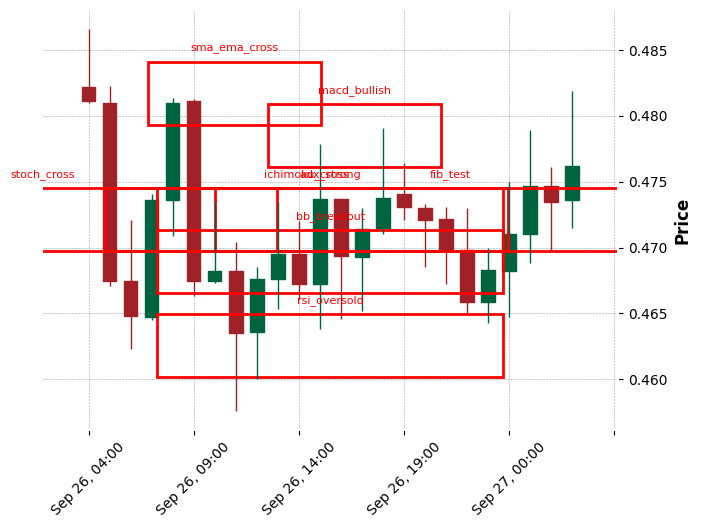 sma_ema_cross
macd_bullish
stoch_cross
fib_test
rsi_oversold
0.485
0.480
0.475
0.470
0.465
0.460
Price
Sep 26, 04:00
Sep 26, 09:00
Sep 26, 14:00
Sep 26, 19:00
Sep 27, 00:00